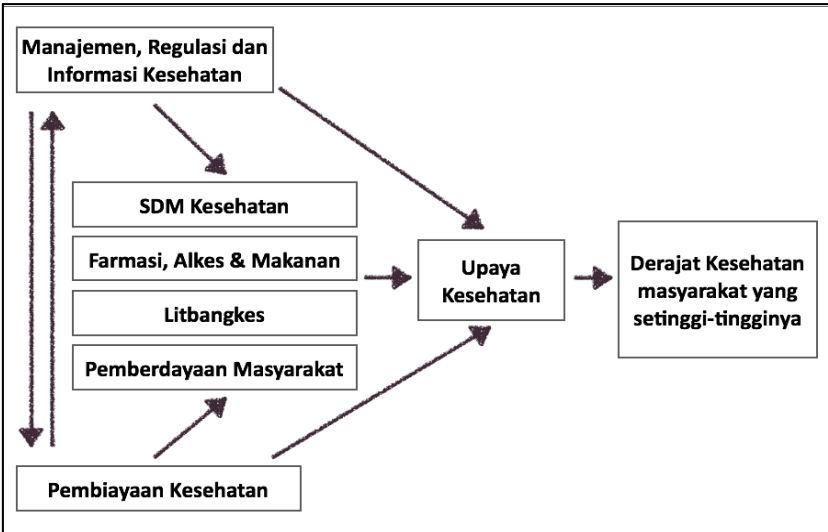 Manajemen, Regulasi dan
Informasi Kesehatan
SDM Kesehatan
Farmasi, Alkes & Makanan
Litbangkes
Pemberdayaan Masyarakat
Pembiayaan Kesehatan
Upaya
Kesehatan
Derajat Kesehatan
masyarakat yang
setinggi-tingginya